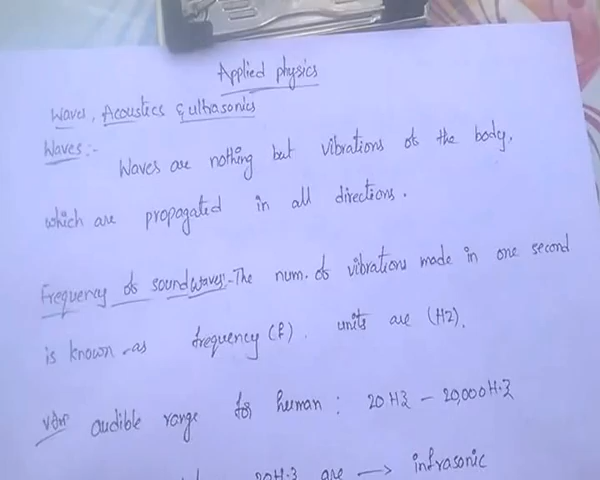 Applied physics
Waves, Acoustics & ultrasonics
Waves:-
Waves are nothing but vibrations of the body.
which are propagated in all directions.
Frequency of sound waves:- The num. of vibrations made in one second
is known as frequency (f). units are (HZ).
audible range for human: 20 HZ - 20,000 H.Z
20H.Z are → infrasonic